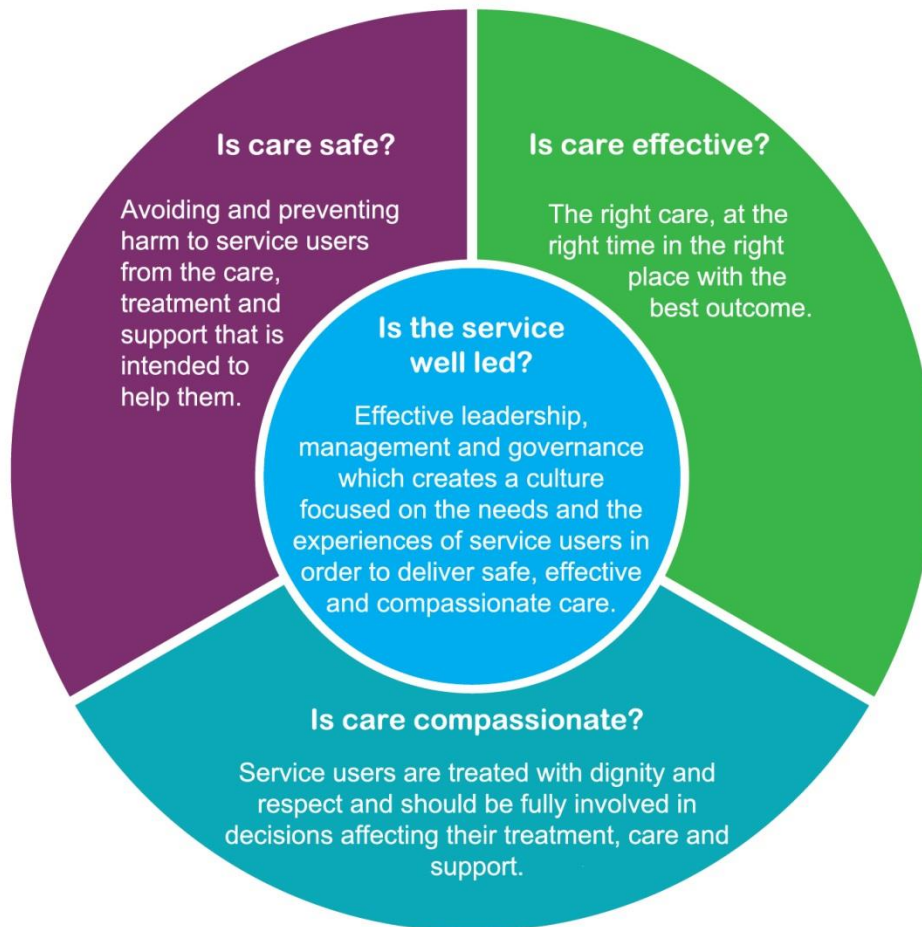 Is care safe?
Avoiding and preventing
harm to service users
from the care,
treatment and
support that is
intended to
help them.
Is care effective?
The right care, at the
right time in the right
place with the
best outcome.
Is the service
well led?
Effective leadership,
management and governance
which creates a culture
focused on the needs and the
experiences of service users in
order to deliver safe, effective
and compassionate care.
Is care compassionate?
Service users are treated with dignity and
respect and should be fully involved in
decisions affecting their treatment, care and
support.